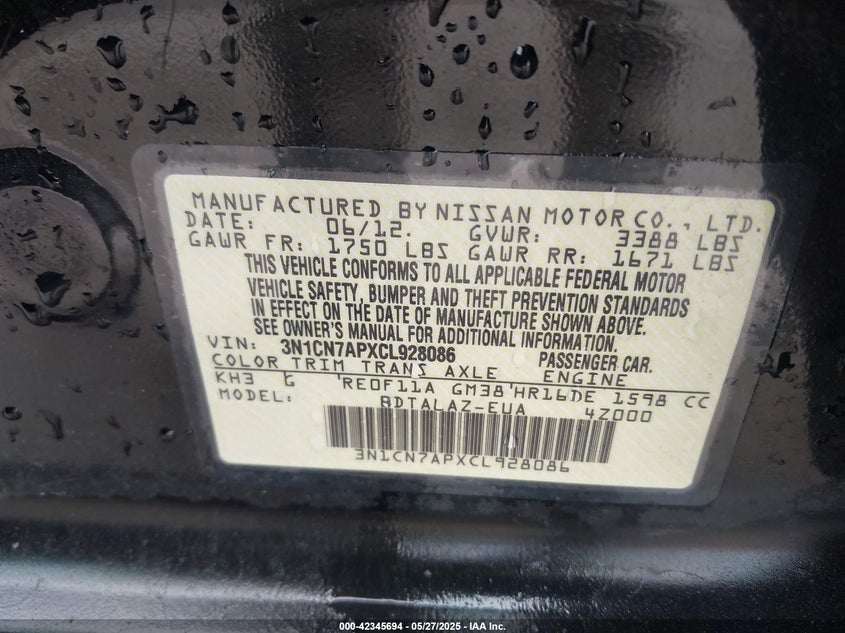 MANUFACTURED BY NISSAN MOTOR CO., LTD.
DATE: 06/12. GVWR: 3388 LBS
GAWR FR: 1750 LBS GAWR RR: 1671 LBS
THIS VEHICLE CONFORMS TO ALL APPLICABLE FEDERAL MOTOR
VEHICLE SAFETY, BUMPER AND THEFT PREVENTION STANDARDS
IN EFFECT ON THE DATE OF MANUFACTURE SHOWN ABOVE.
SEE OWNER'S MANUAL FOR ADDITIONAL INFORMATION.
VIN: 3N1CN7APXCL928086 PASSENGER CAR.
COLOR TRIM TRANS AXLE ENGINE
KH3 G RE0F11A GM38 HR16DE 1598 CC
MODEL: BDTALAZ-EUA 4Z000
3N1CN7APXCL928086
000-42345694 - 05/27/2025 - IAA Inc.